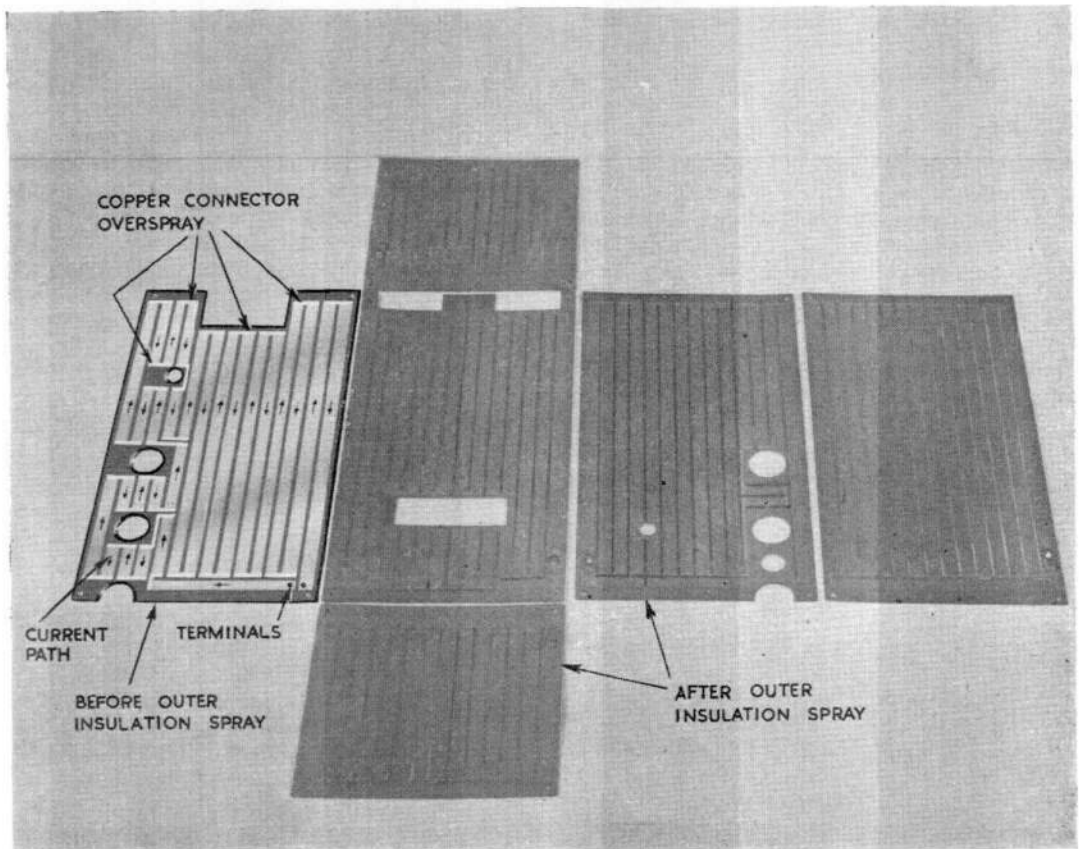 COPPER CONNECTOR
OVERSPRAY
CURRENT
PATH
TERMINALS
BEFORE OUTER
INSULATION SPRAY
AFTER OUTER
INSULATION SPRAY